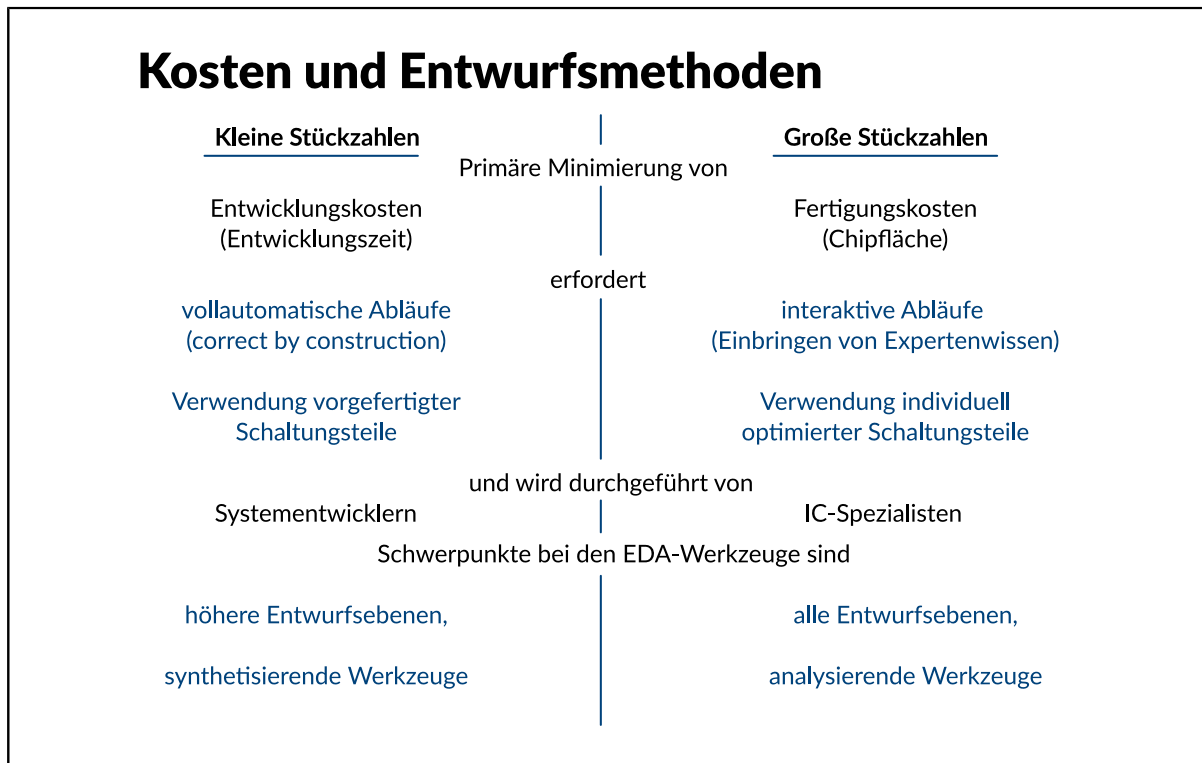 Kosten und Entwurfsmethoden
Kleine Stückzahlen
Große Stückzahlen
Primäre Minimierung von
Entwicklungskosten
(Entwicklungszeit)
Fertigungskosten
(Chipfläche)
erfordert
vollautomatische Abläufe
(correct by construction)
interaktive Abläufe
(Einbringen von Expertenwissen)
Verwendung vorgefertigter
Schaltungsteile
Verwendung individuell
optimierter Schaltungsteile
und wird durchgeführt von
Systementwicklern
IC-Spezialisten
Schwerpunkte bei den EDA-Werkzeuge sind
höhere Entwurfsebenen,
alle Entwurfsebenen,
synthetisierende Werkzeuge
analysierende Werkzeuge